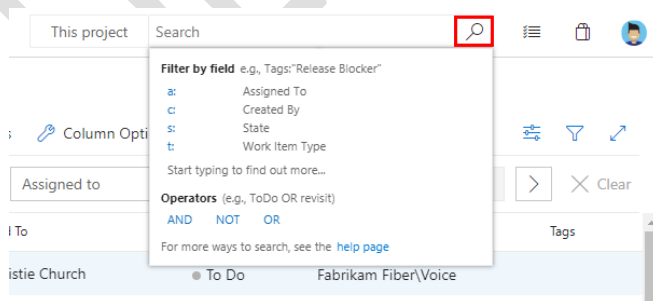 This project Search
Filter by field e.g., Tags:"Release Blocker"
a: Assigned To
c: Created By
s: State
t: Work Item Type
Column Opti
Start typing to find out more...
Assigned to Clear
Operators (e.g., ToDo OR revisit)
AND NOT OR
To Tags
For more ways to search, see the help page
istie Church To Do Fabrikam Fiber\Voice